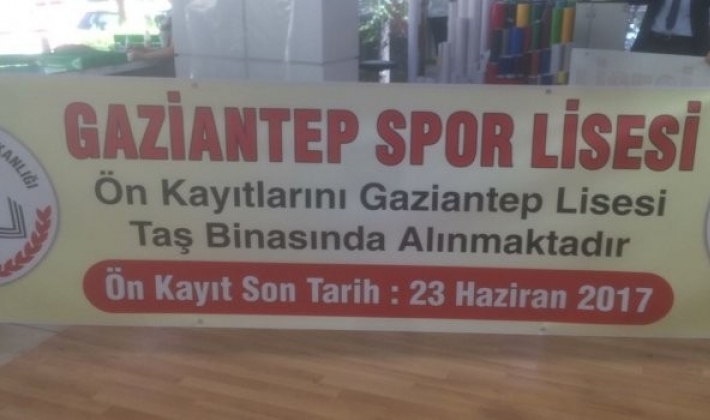 GAZİANTEP SPOR LİSESİ
Ön Kayıtlarını Gaziantep Lisesi
Taş Binasında Alınmaktadır
Ön Kayıt Son Tarih : 23 Haziran 2017